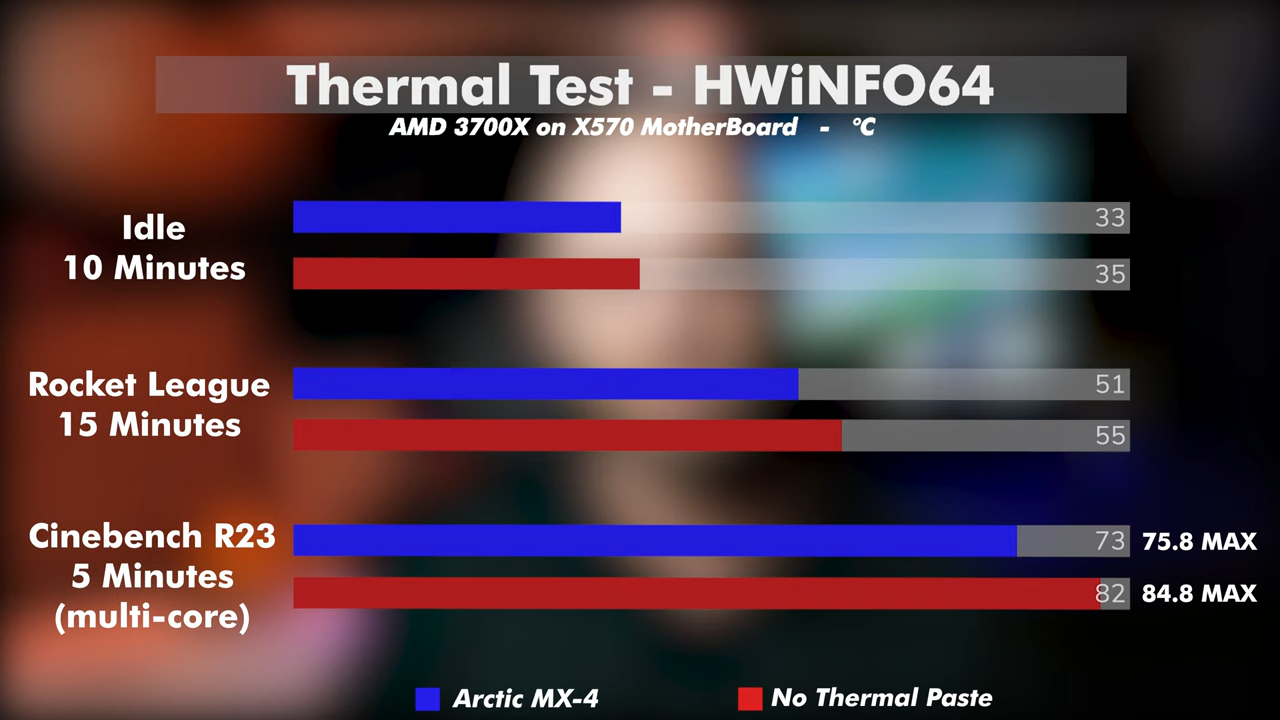 Thermal Test - HWiNFO64
AMD 3700X on X570 MotherBoard - °C
Idle
10 Minutes
33
35
Rocket League
15 Minutes
51
55
Cinebench R23
5 Minutes
(multi-core)
73 75.8 MAX
82 84.8 MAX
Arctic MX-4 No Thermal Paste